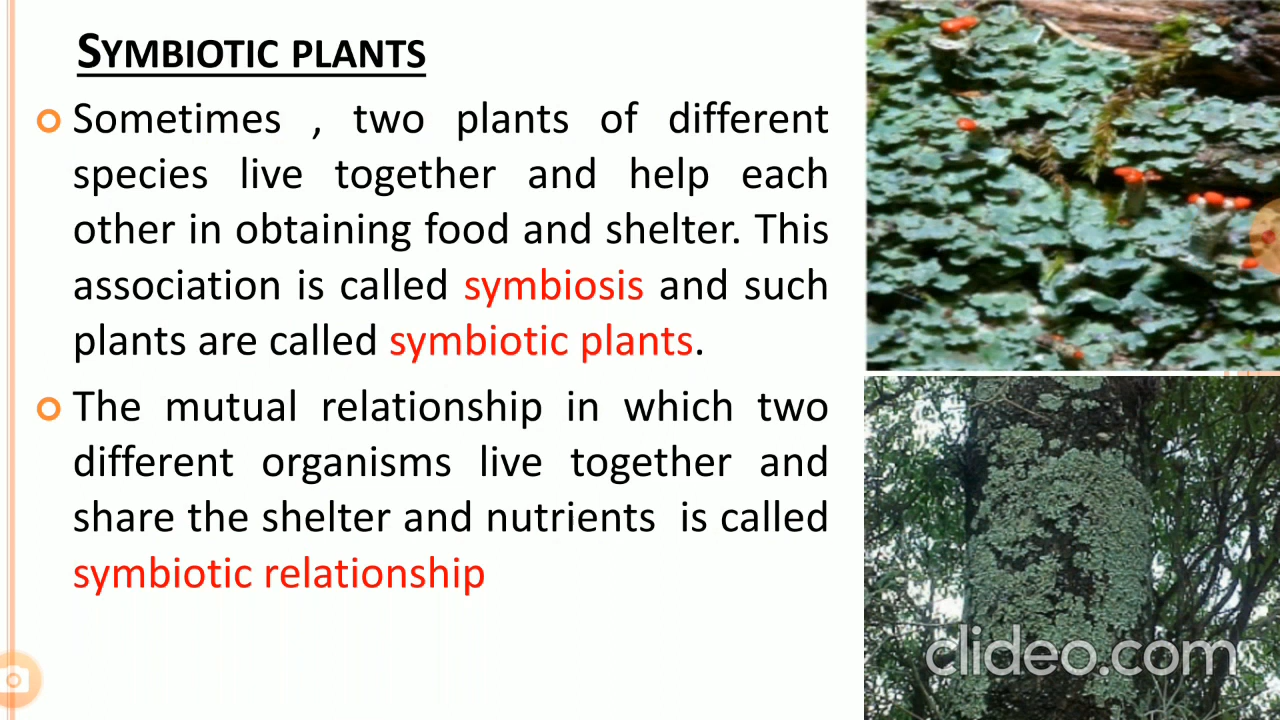 SYMBIOTIC PLANTS
Sometimes , two plants of different
species live together and help each
other in obtaining food and shelter. This
association is called symbiosis and such
plants are called symbiotic plants.
The mutual relationship in which two
different organisms live together and
share the shelter and nutrients is called
symbiotic relationship
clideo.com